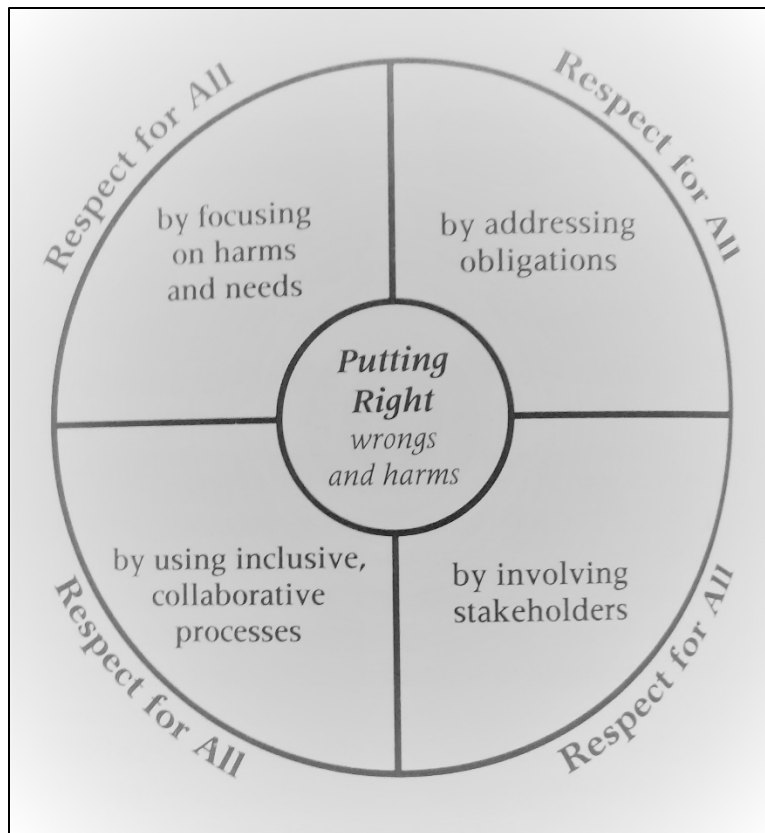 Respect for All
Respect for All
by focusing
on harms
and needs
by addressing
obligations
Putting
Right
wrongs
and harms
by using inclusive,
collaborative
processes
by involving
stakeholders
Respect for All
Respect for All